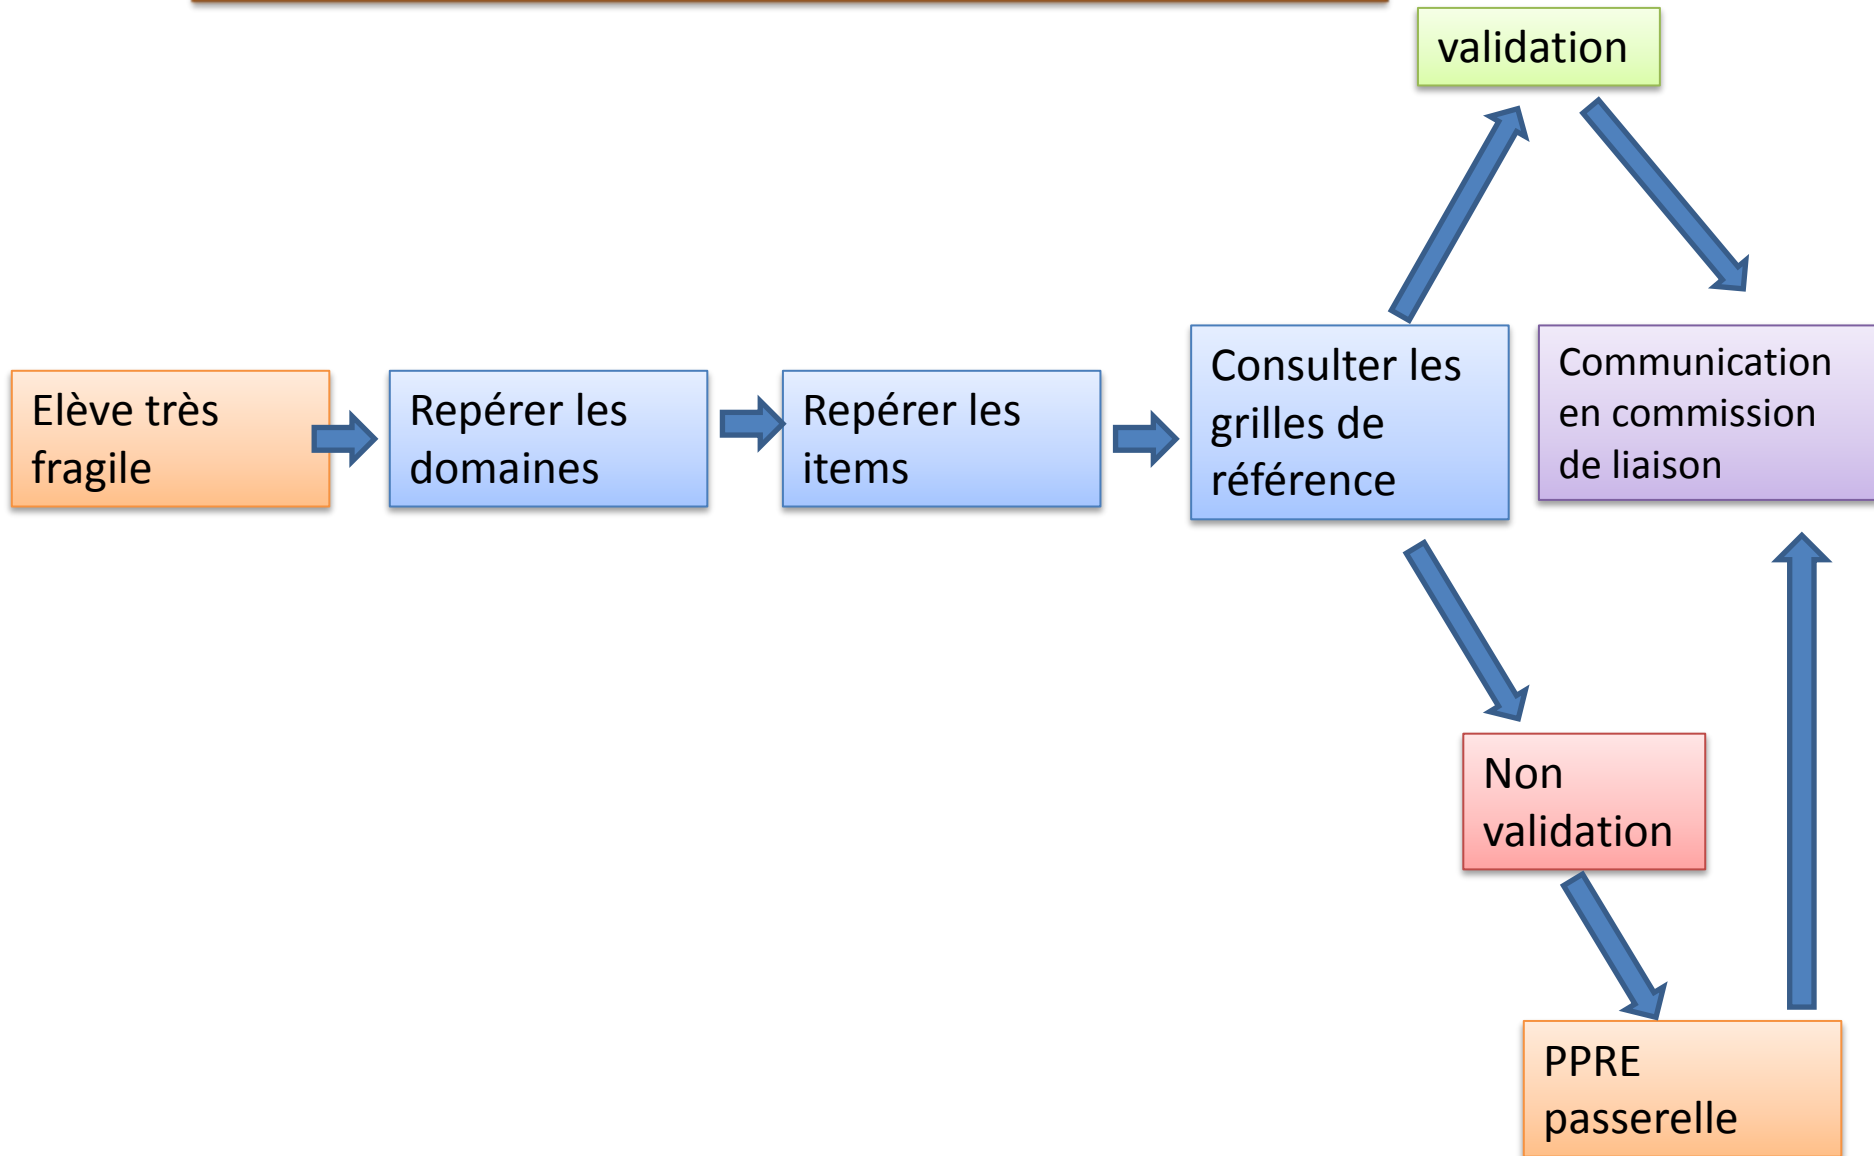 validation
Elève très
fragile
Repérer les
domaines
Repérer les
items
Consulter les
grilles de
référence
Communication
en commission
de liaison
Non
validation
PPRE
passerelle